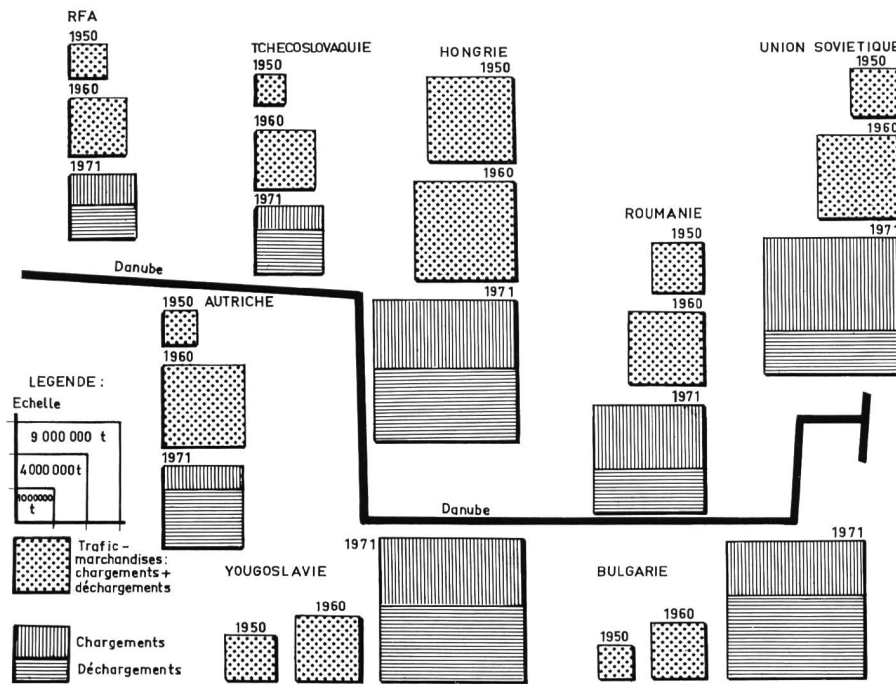 RFA
1950
1960
1971
TCHECOSLOVAQUIE
1950
1960
1971
HONGRIE
1950
1960
1971
UNION SOVIETIQUE
1950
1960
1971
ROUMANIE
1950
1960
1971
Danube
AUTRICHE
1950
1960
1971
LEGENDE :
Echelle
9 000 000 t
4 000 000 t
1000000
t
Trafic-
marchandises:
chargements+
déchargements
Chargements
Déchargements
Danube
YOUGOSLAVIE
1950
1960
1971
BULGARIE
1950
1960
1971